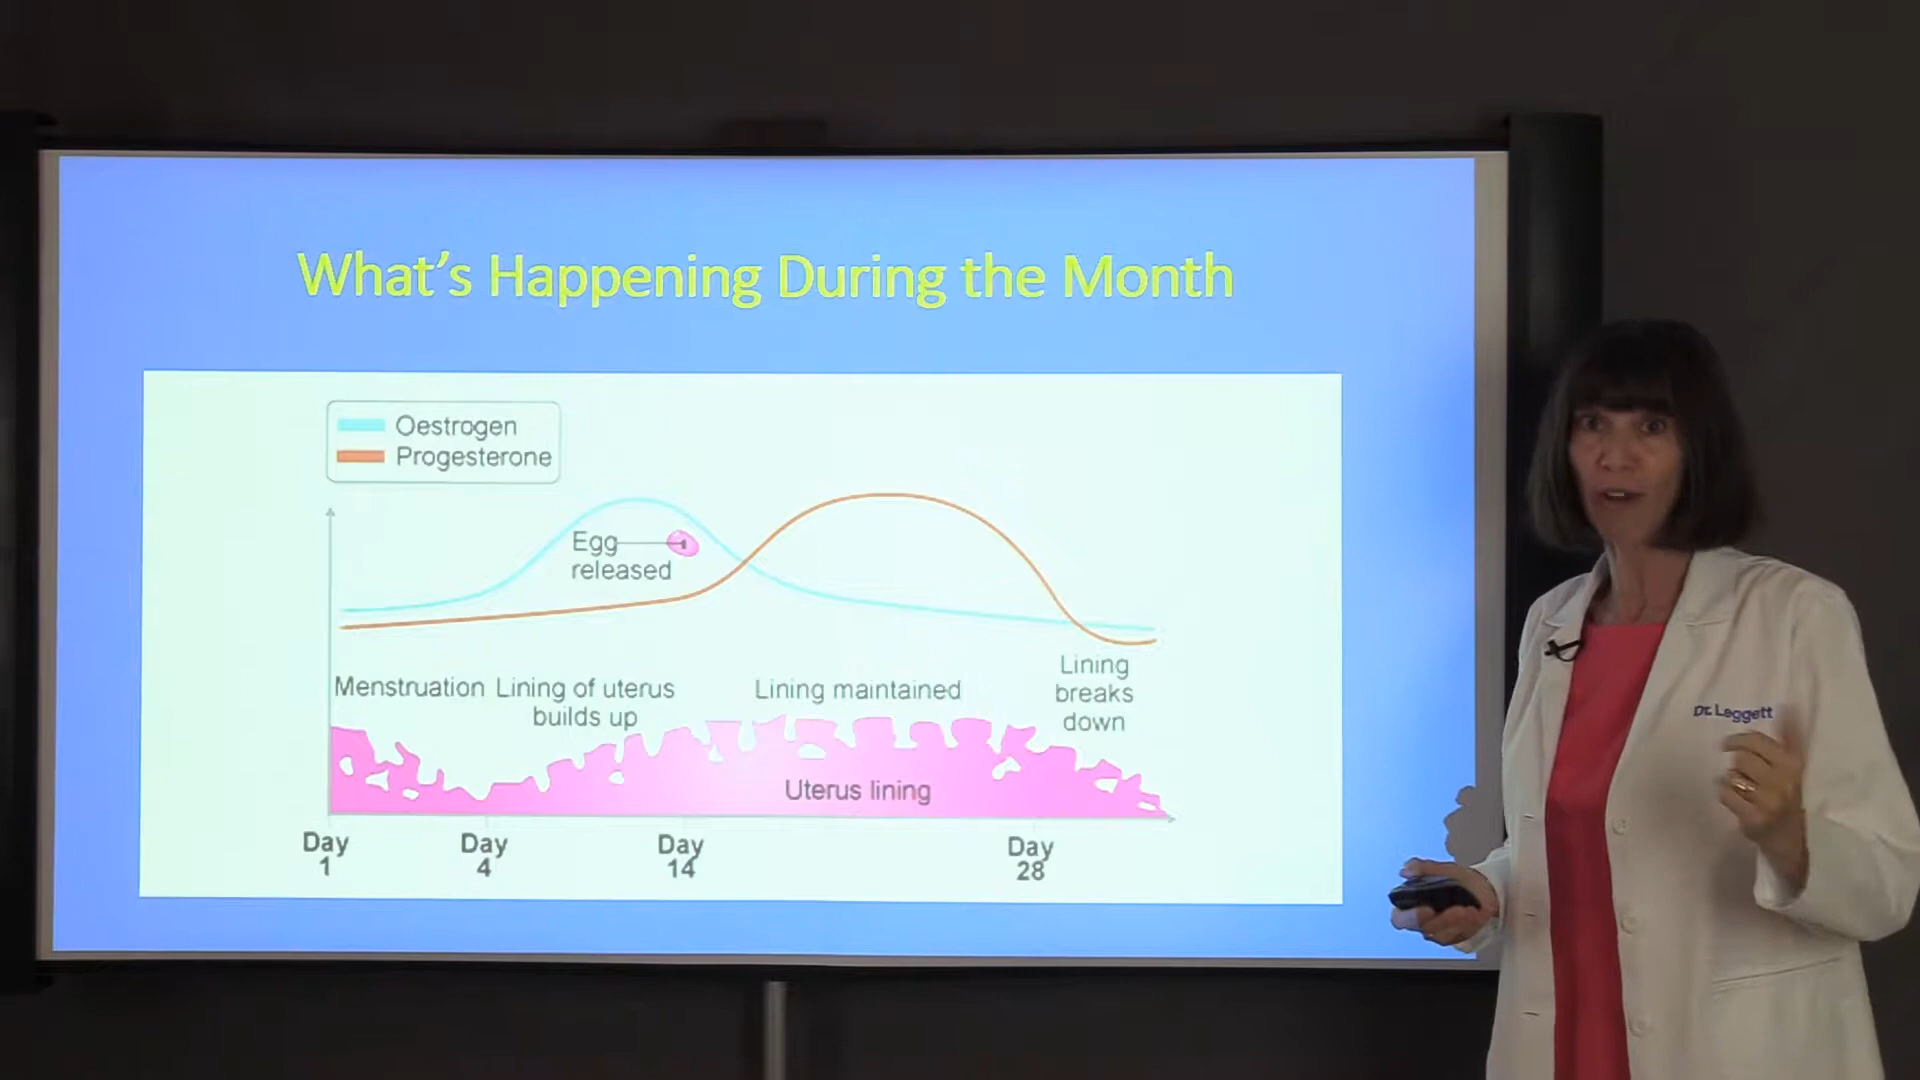 What's Happening During the Month
Oestrogen
Progesterone
Egg
released
Menstruation
Lining of uterus
builds up
Lining maintained
Lining
breaks
down
Uterus lining
Day
1
Day
4
Day
14
Day
28
Dr. Leggett